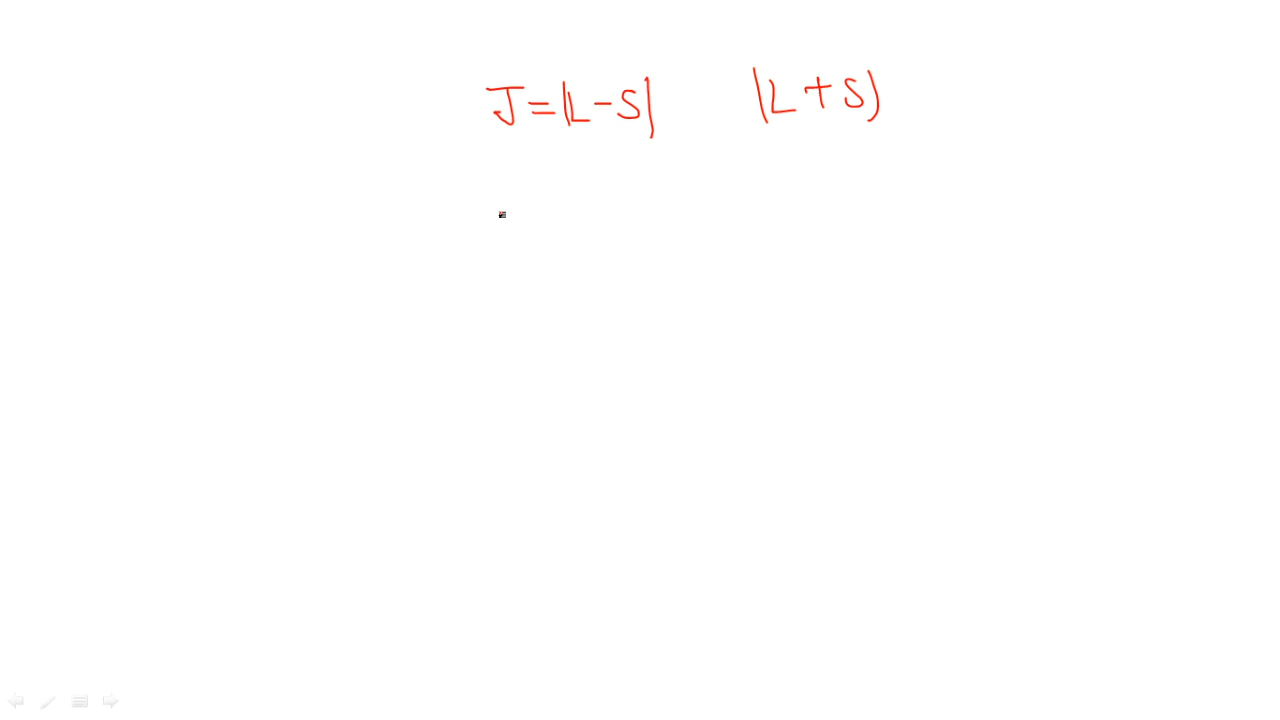 J = |L - S| |L + S|